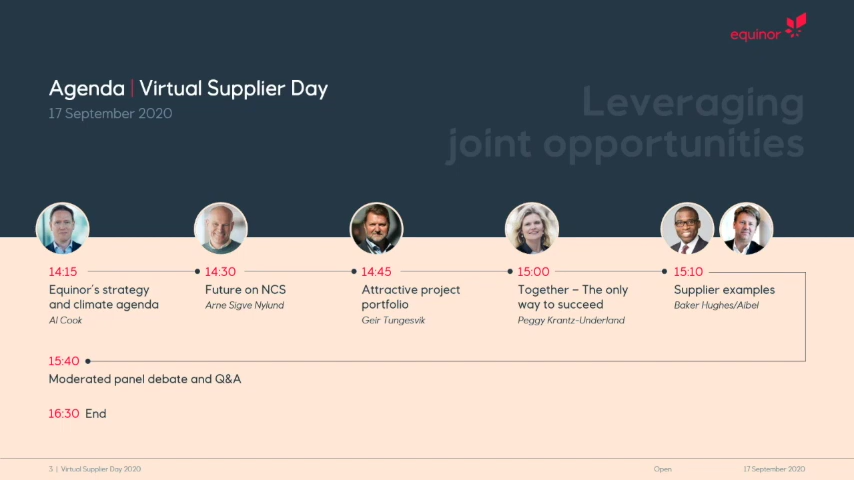 equinor
Agenda | Virtual Supplier Day
17 September 2020
Leveraging
joint opportunities
14:15
Equinor's strategy
and climate agenda
Al Cook
14:30
Future on NCS
Arne Sigve Nylund
14:45
Attractive project
portfolio
Geir Tungesvik
15:00
Together – The only
way to succeed
Peggy Krantz-Underland
15:10
Supplier examples
Baker Hughes/Aibel
15:40
Moderated panel debate and Q&A
16:30 End
3 | Virtual Supplier Day 2020
Open
17 September 2020